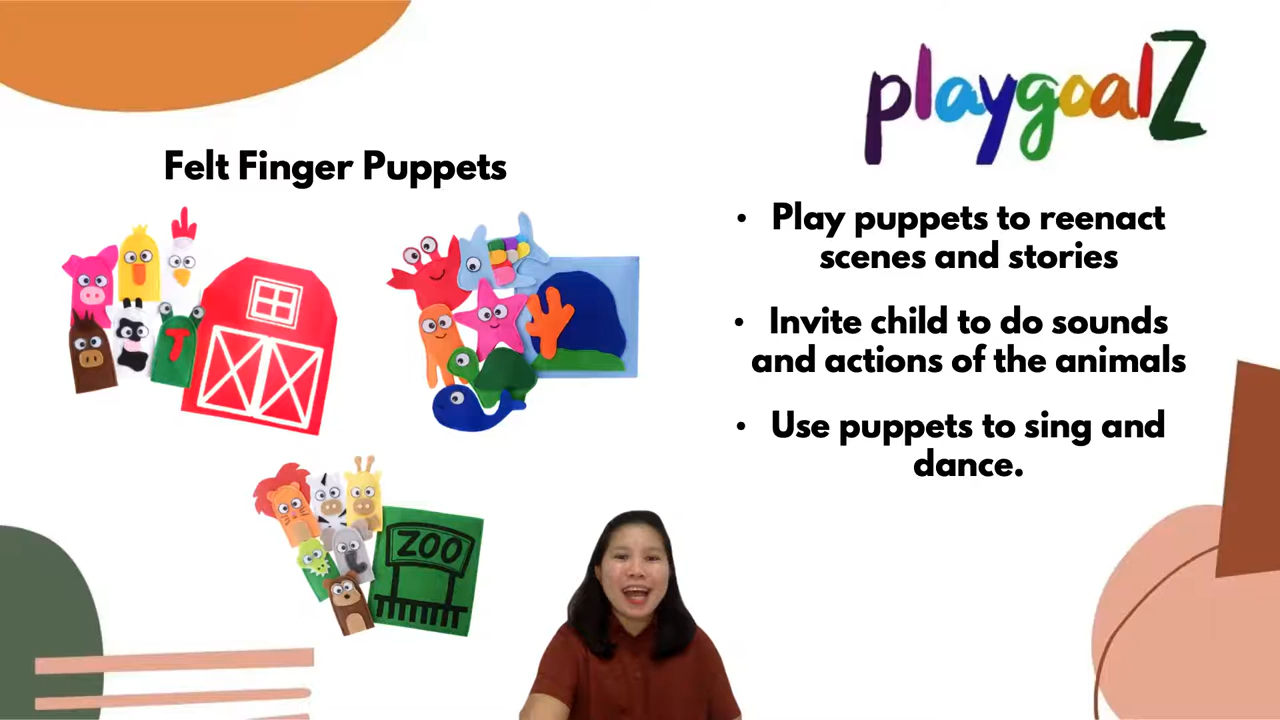 playgoalz
Felt Finger Puppets
• Play puppets to reenact
scenes and stories
• Invite child to do sounds
and actions of the animals
• Use puppets to sing and
dance.
ZOO